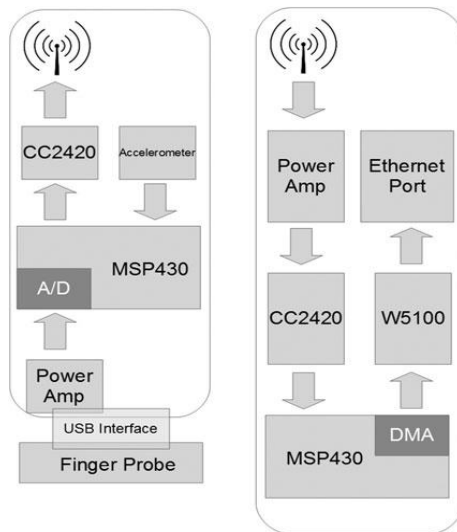 CC2420
Accelerometer
MSP430
A/D
Power
Amp
USB Interface
Finger Probe
Power
Amp
Ethernet
Port
CC2420
W5100
DMA
MSP430